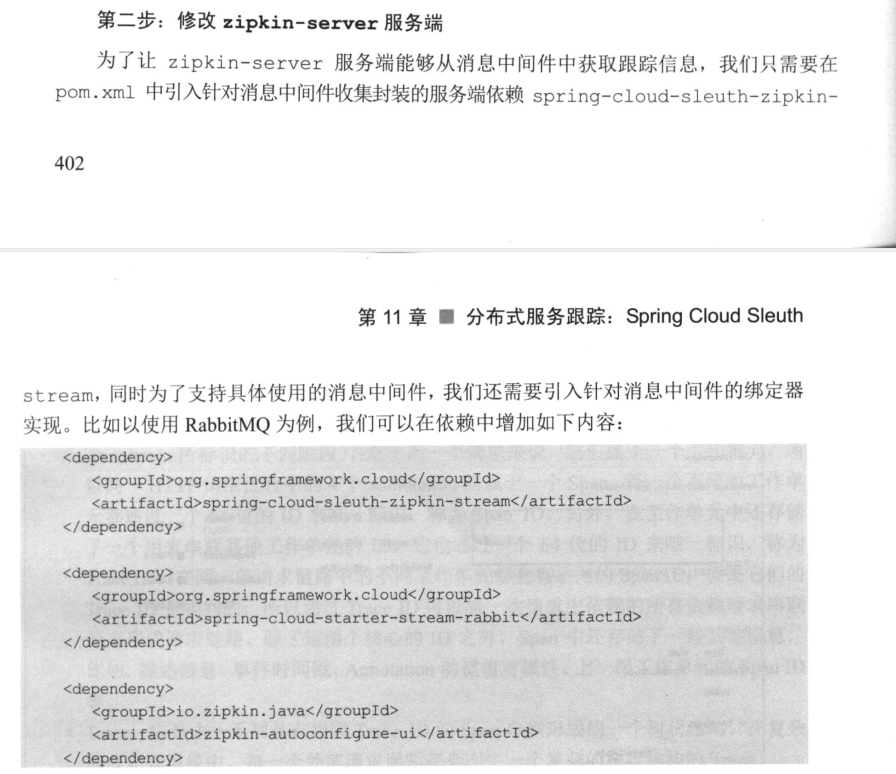 第二步：修改 zipkin-server 服务端
为了让 zipkin-server 服务端能够从消息中间件中获取跟踪信息，我们只需要在
pom.xml 中引入针对消息中间件收集封装的服务端依赖 spring-cloud-sleuth-zipkin-
402
第 11 章 ■ 分布式服务跟踪：Spring Cloud Sleuth
stream，同时为了支持具体使用的消息中间件，我们还需要引入针对消息中间件的绑定器
实现。比如以使用 RabbitMQ 为例，我们可以在依赖中增加如下内容：
<dependency>
<groupId>org.springframework.cloud</groupId>
<artifactId>spring-cloud-sleuth-zipkin-stream</artifactId>
</dependency>
<dependency>
<groupId>org.springframework.cloud</groupId>
<artifactId>spring-cloud-starter-stream-rabbit</artifactId>
</dependency>
<dependency>
<groupId>io.zipkin.java</groupId>
<artifactId>zipkin-autoconfigure-ui</artifactId>
</dependency>